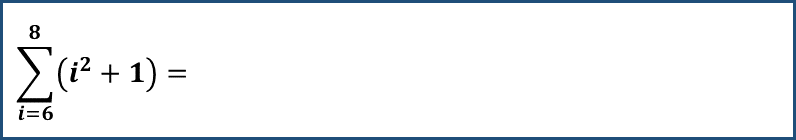 8
∑(i² + 1) =
i=6